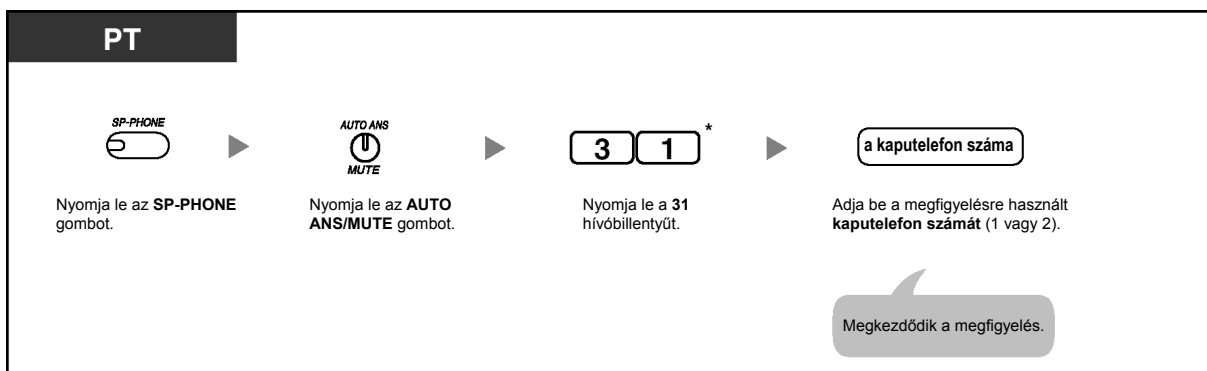 PT
SP-PHONE
AUTO ANS
MUTE
3 1 *
a kaputelefon száma
Nyomja le az SP-PHONE
gombot.
Nyomja le az AUTO
ANS/MUTE gombot.
Nyomja le a 31
hívóbillentyűt.
Adja be a megfigyelésre használt
kaputelefon számát (1 vagy 2).
Megkezdődik a megfigyelés.